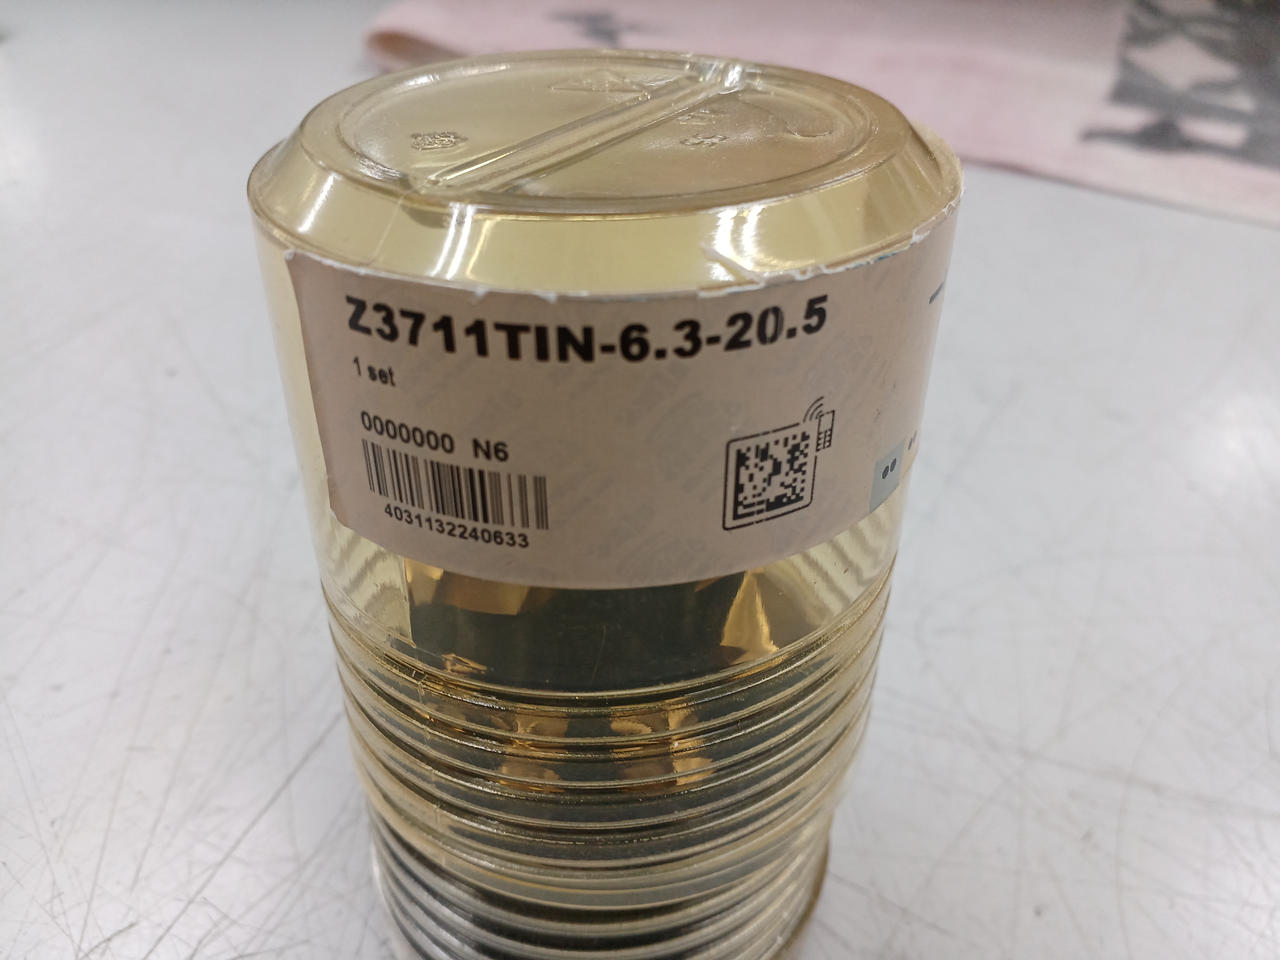 Z3711TIN-6.3-20.5
1 set
0000000 N6
4031132240633